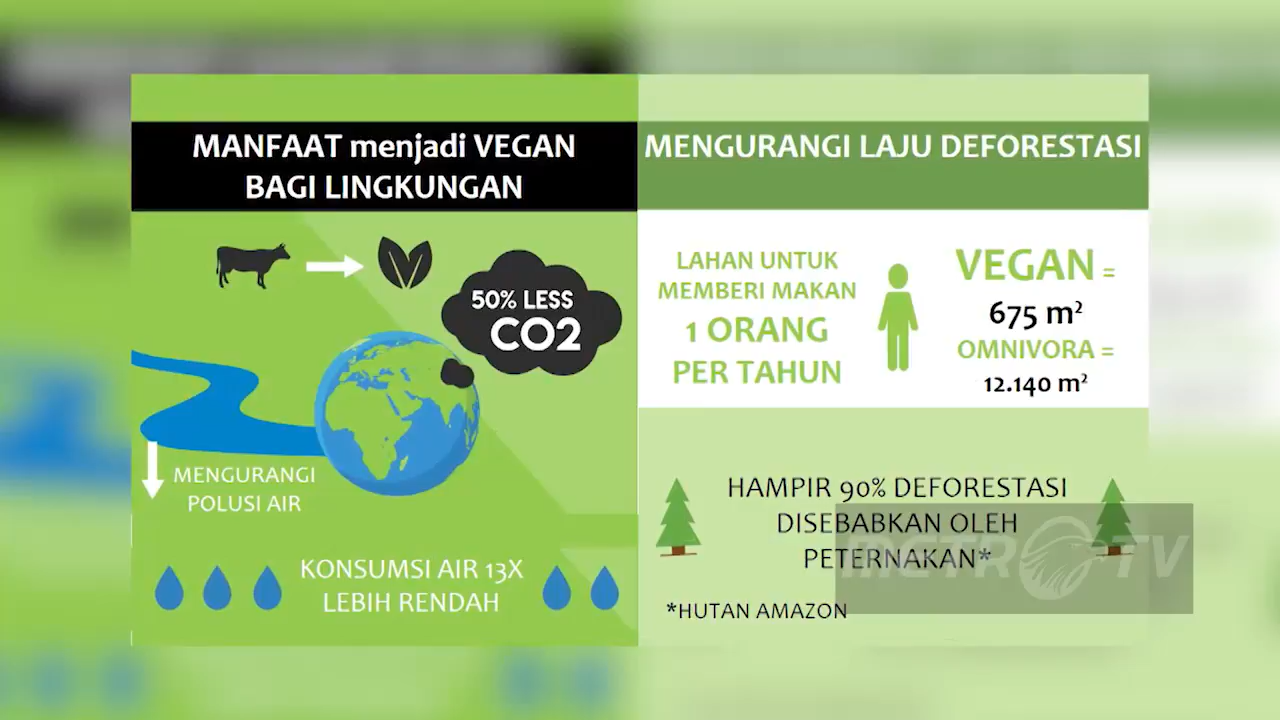 MANFAAT menjadi VEGAN
BAGI LINGKUNGAN
50% LESS
CO2
MENGURANGI
POLUSI AIR
KONSUMSI AIR 13X
LEBIH RENDAH
MENGURANGI LAJU DEFORESTASI
LAHAN UNTUK
MEMBERI MAKAN
1 ORANG
PER TAHUN
VEGAN =
675 m²
OMNIVORA =
12.140 m²
HAMPIR 90% DEFORESTASI
DISEBABKAN OLEH
PETERNAKAN*
*HUTAN AMAZON
METRO TV